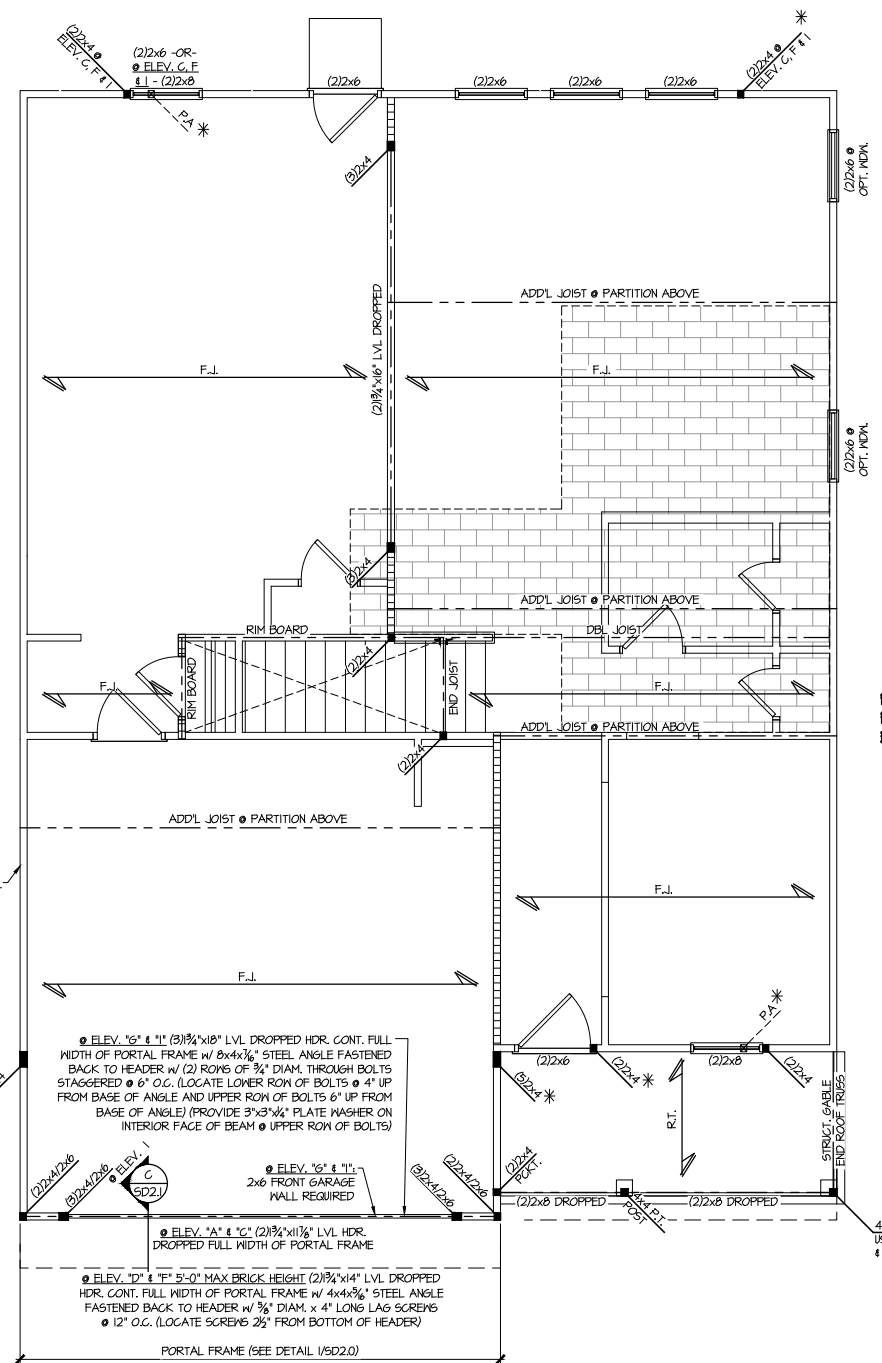 (2)2x4 @
ELEV. C, F & I
(2)2x6 -OR-
@ ELEV. C, F
& I - (2)2x8
P.A *
(2)2x6
(2)2x6
(2)2x6
(2)2x6
*
(2)2x4 @
ELEV. C, F & I
(3)2x4
(2)2x6 @
OPT. WDW.
ADD'L JOIST @ PARTITION ABOVE
(2)1¾"x16" LVL DROPPED
F.J.
F.J.
(2)2x6 @
OPT. WDW.
(3)2x4
ADD'L JOIST @ PARTITION ABOVE
RIM BOARD
DBL JOIST
(2)2x4
RIM BOARD
END JOIST
F.J.
F.J.
ADD'L JOIST @ PARTITION ABOVE
(2)2x4
ADD'L JOIST @ PARTITION ABOVE
F.J.
F.J.
P.A *
@ ELEV. "G" & "I" (3)1¾"x18" LVL DROPPED HDR. CONT. FULL
WIDTH OF PORTAL FRAME w/ 8x4x7/16" STEEL ANGLE FASTENED
BACK TO HEADER w/ (2) ROWS OF ¾" DIAM. THROUGH BOLTS
STAGGERED @ 6" O.C. (LOCATE LOWER ROW OF BOLTS @ 4" UP
FROM BASE OF ANGLE AND UPPER ROW OF BOLTS 6" UP FROM
BASE OF ANGLE) (PROVIDE 3"x3"x¼" PLATE WASHER ON
INTERIOR FACE OF BEAM @ UPPER ROW OF BOLTS)
(2)2x6
(2)2x8
(2)2x4 *
(2)2x4
(5)2x4 *
R.T.
STRUCT. GABLE
END ROOF TRUSS
(2)2x4
PCKT.
(2)2x4/2x6
(3)2x4/2x6
@ ELEV. I
C
SD2.1
@ ELEV. "G" & "I":
2x6 FRONT GARAGE
WALL REQUIRED
(3)2x4/2x6
(2)2x4/2x6
(2)2x8 DROPPED
4x4 P.T.
POST
(2)2x8 DROPPED
4
&
@ ELEV. "A" & "C" (2)1¾"x11⅞" LVL HDR.
DROPPED FULL WIDTH OF PORTAL FRAME
@ ELEV. "D" & "F" 5'-0" MAX BRICK HEIGHT (2)1¾"x14" LVL DROPPED
HDR. CONT. FULL WIDTH OF PORTAL FRAME w/ 4x4x5/16" STEEL ANGLE
FASTENED BACK TO HEADER w/ ⅝" DIAM. x 4" LONG LAG SCREWS
@ 12" O.C. (LOCATE SCREWS 2½" FROM BOTTOM OF HEADER)
PORTAL FRAME (SEE DETAIL 1/SD2.0)